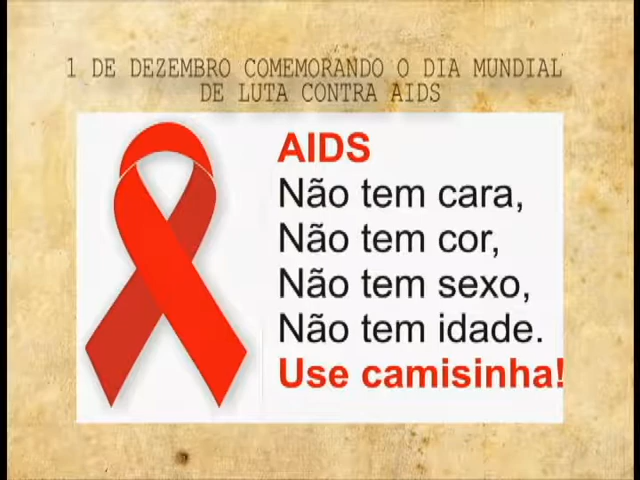 1 DE DEZEMBRO COMEMORANDO O DIA MUNDIAL
DE LUTA CONTRA AIDS
AIDS
Não tem cara,
Não tem cor,
Não tem sexo,
Não tem idade.
Use camisinha!